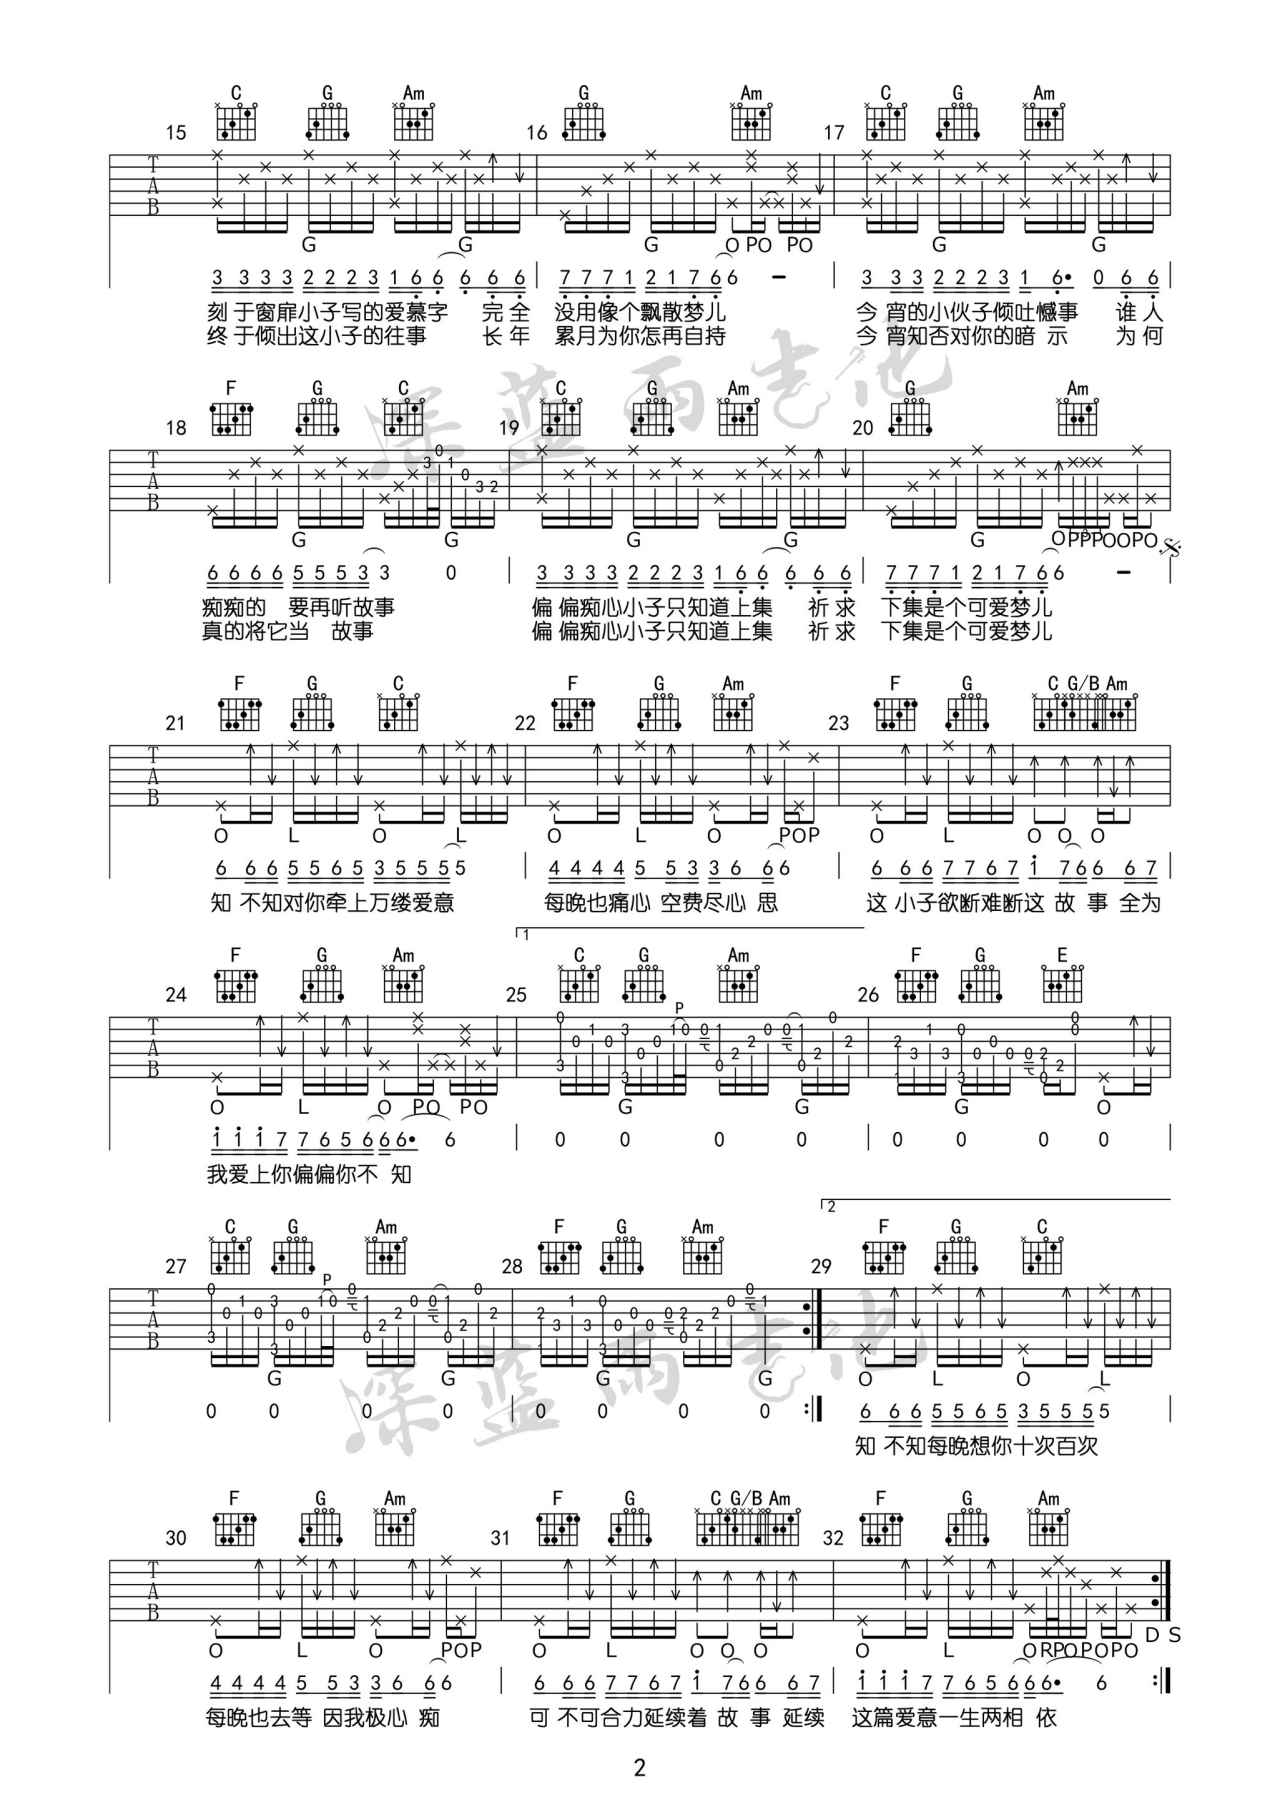 C G Am G Am C G Am
15 16 17
T A B
G G G O PO PO G G
3 3 3 3 2 2 2 3 1 6 6 6 6 6 7 7 7 1 2 1 7 6 6 - 3 3 3 2 2 2 3 1 6• 0 6 6
刻于窗扉小子写的爱慕字 完全 没用像个飘散梦儿 今宵的小伙子倾吐憾事 谁人
终于倾出这小子的往事 长年 累月为你怎再自持 今宵知否对你的暗示 为何
F G C C G Am G Am
18 19 20
T A B
3 0 1 0 3 2
G G G G G OPPPOOPO
6 6 6 6 5 5 5 3 3 0 3 3 3 3 2 2 2 3 1 6 6 6 6 6 7 7 7 1 2 1 7 6 6 -
痴痴的 要再听故事 偏偏痴心小子只知道上集 祈求 下集是个可爱梦儿
真的将它当 故事 偏偏痴心小子只知道上集 祈求 下集是个可爱梦儿
F G C F G Am F G C G/B Am
21 22 23
T A B
O L O L O L O POP O L O O O
6 6 6 5 5 6 5 3 5 5 5 5 4 4 4 4 5 5 3 3 6 6 6 6 6 6 7 7 6 7 1 7 6 6 6 7
知 不知对你牵上万缕爱意 每晚也痛心 空费尽心 思 这 小子欲断难断这 故 事 全为
1
F G Am C G Am F G E
24 25 26
T A B
P
O L O PO PO G G G O
1 1 1 7 7 6 5 6 6 6• 6 0 0 0 0 0 0 0 0
我爱上你偏偏你不 知
2
C G Am F G Am F G C
27 28 29
T A B
P
G G G G O L O L
0 0 0 0 0 0 0 0 6 6 6 5 5 6 5 3 5 5 5 5
知 不知每晚想你十次百次
F G Am F G C G/B Am F G Am
30 31 32
T A B
O L O POP O L O O O O L ORPOPOPO D S
4 4 4 4 5 5 3 3 6 6 6 6 6 6 7 7 6 7 1 7 6 6 6 7 1 1 1 7 7 6 5 6 6 6• 6
每晚也去等 因我极心 痴 可 不可合力延续着 故 事 延续 这篇爱意一生两相 依
深蓝雨吉他
深蓝雨吉他
2